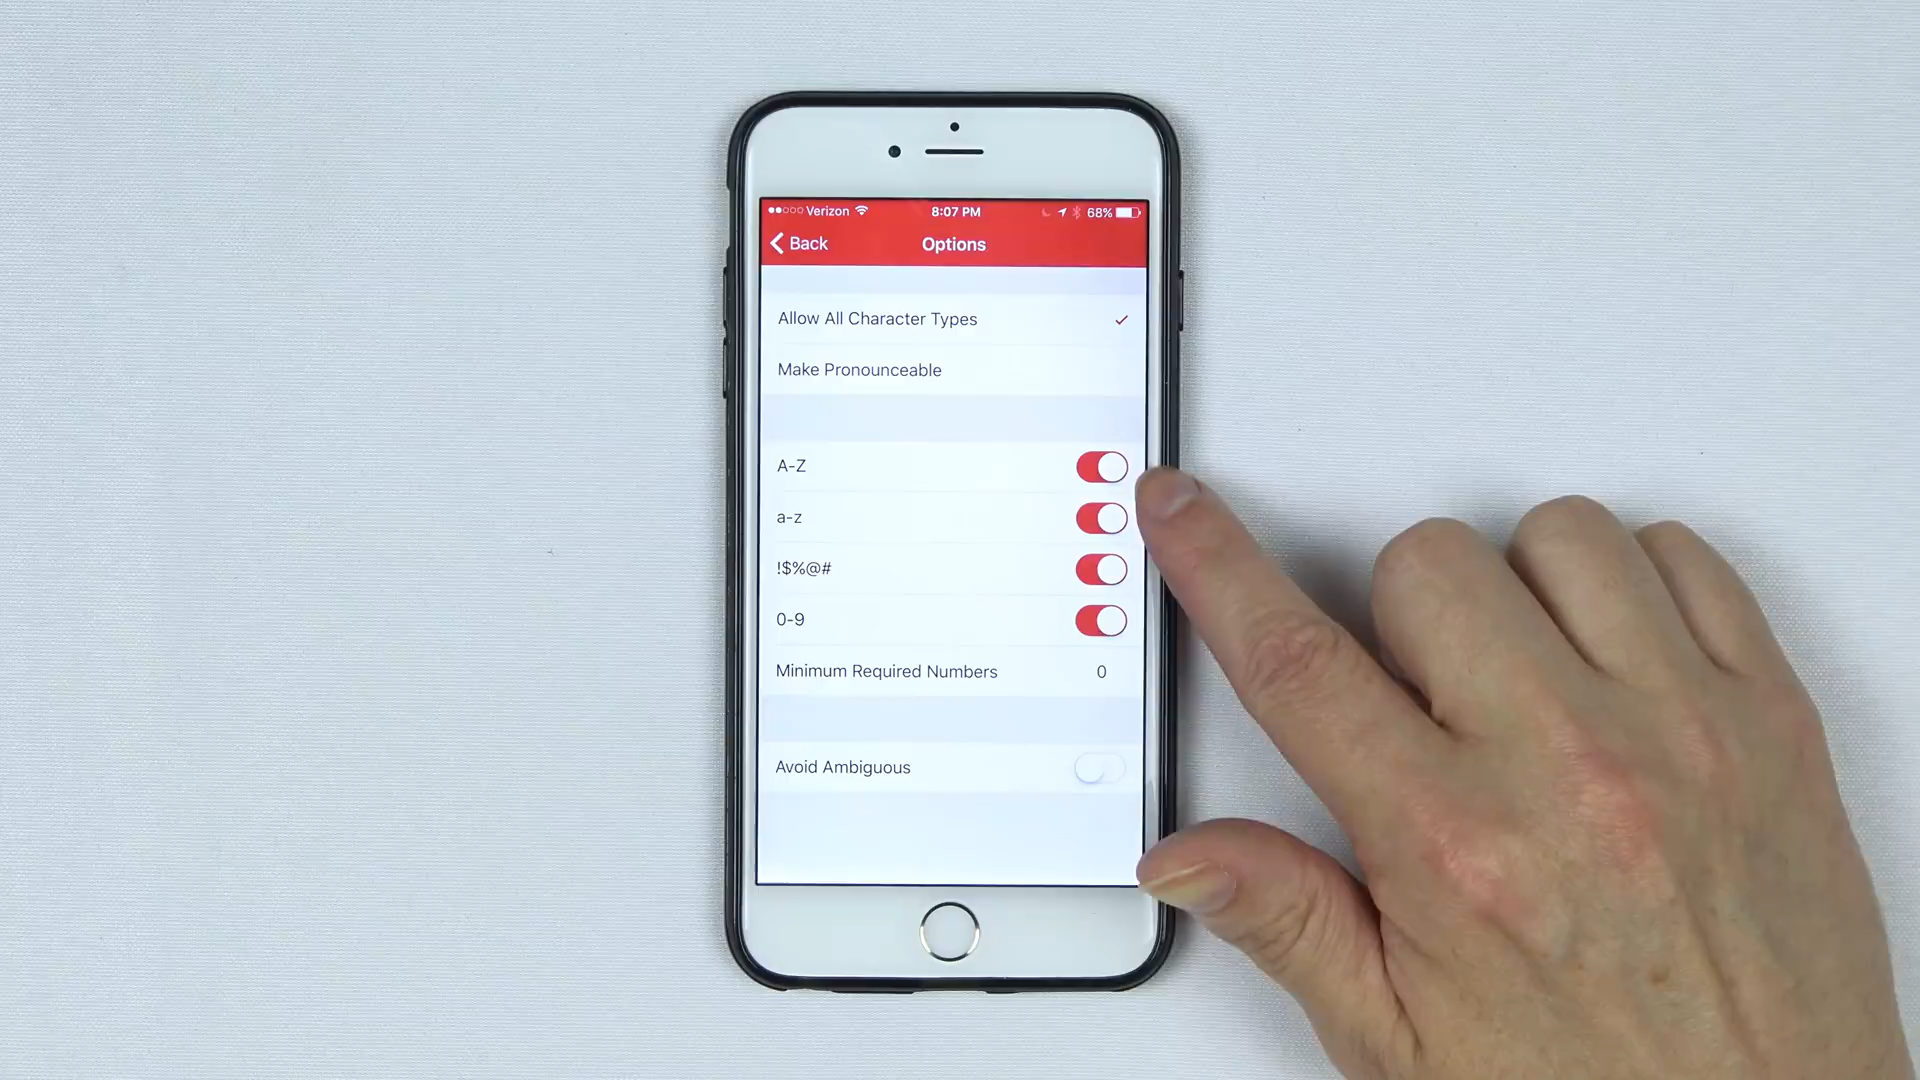 Verizon 8:07 PM 68%
Back Options
Allow All Character Types
Make Pronounceable
A-Z
a-z
!$%@#
0-9
Minimum Required Numbers 0
Avoid Ambiguous